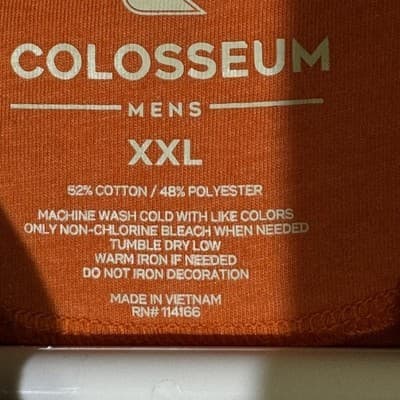 COLOSSEUM
MENS
XXL
52% COTTON / 48% POLYESTER
MACHINE WASH COLD WITH LIKE COLORS
ONLY NON-CHLORINE BLEACH WHEN NEEDED
TUMBLE DRY LOW
WARM IRON IF NEEDED
DO NOT IRON DECORATION
MADE IN VIETNAM
RN# 114166